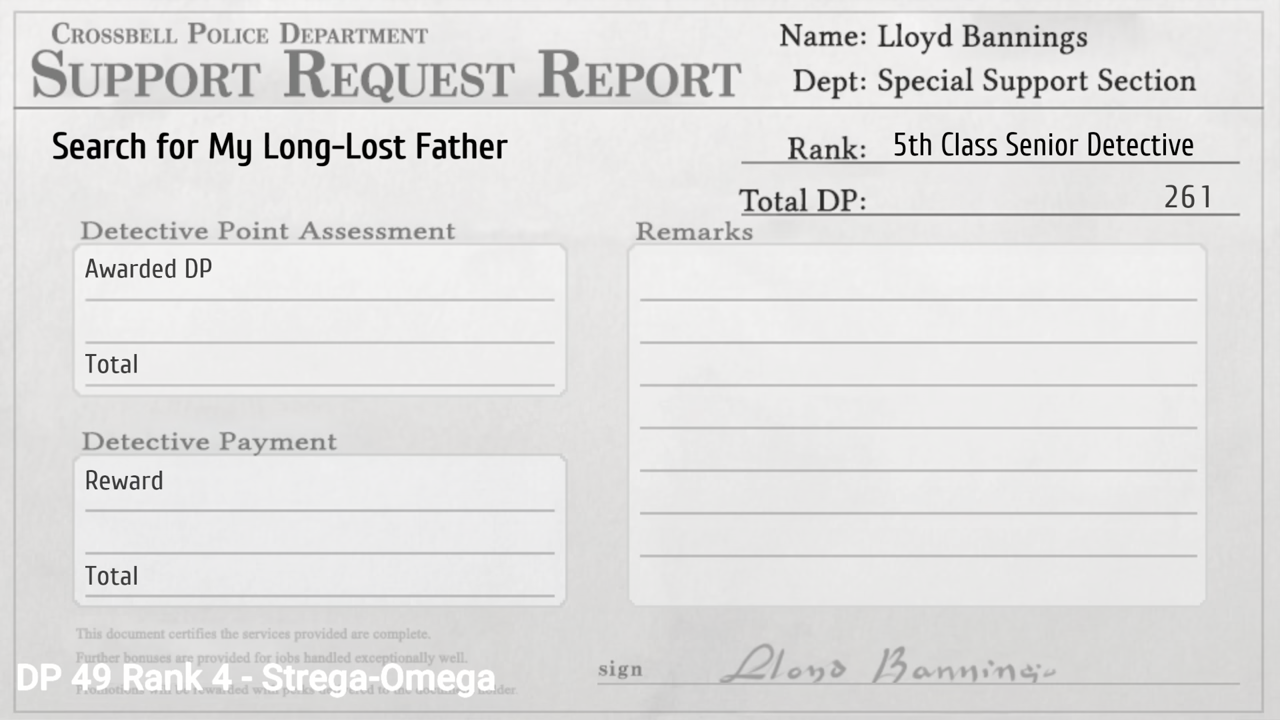 CROSSBELL POLICE DEPARTMENT
SUPPORT REQUEST REPORT
Name: Lloyd Bannings
Dept: Special Support Section
Search for My Long-Lost Father
Rank: 5th Class Senior Detective
Total DP: 261
Detective Point Assessment
Awarded DP
Total
Detective Payment
Reward
Total
Remarks
This document certifies the services provided are complete.
Further bonuses are provided for jobs handled exceptionally well.
DP 49 Rank 4 - Strega-Omega
sign Lloyd Bannings